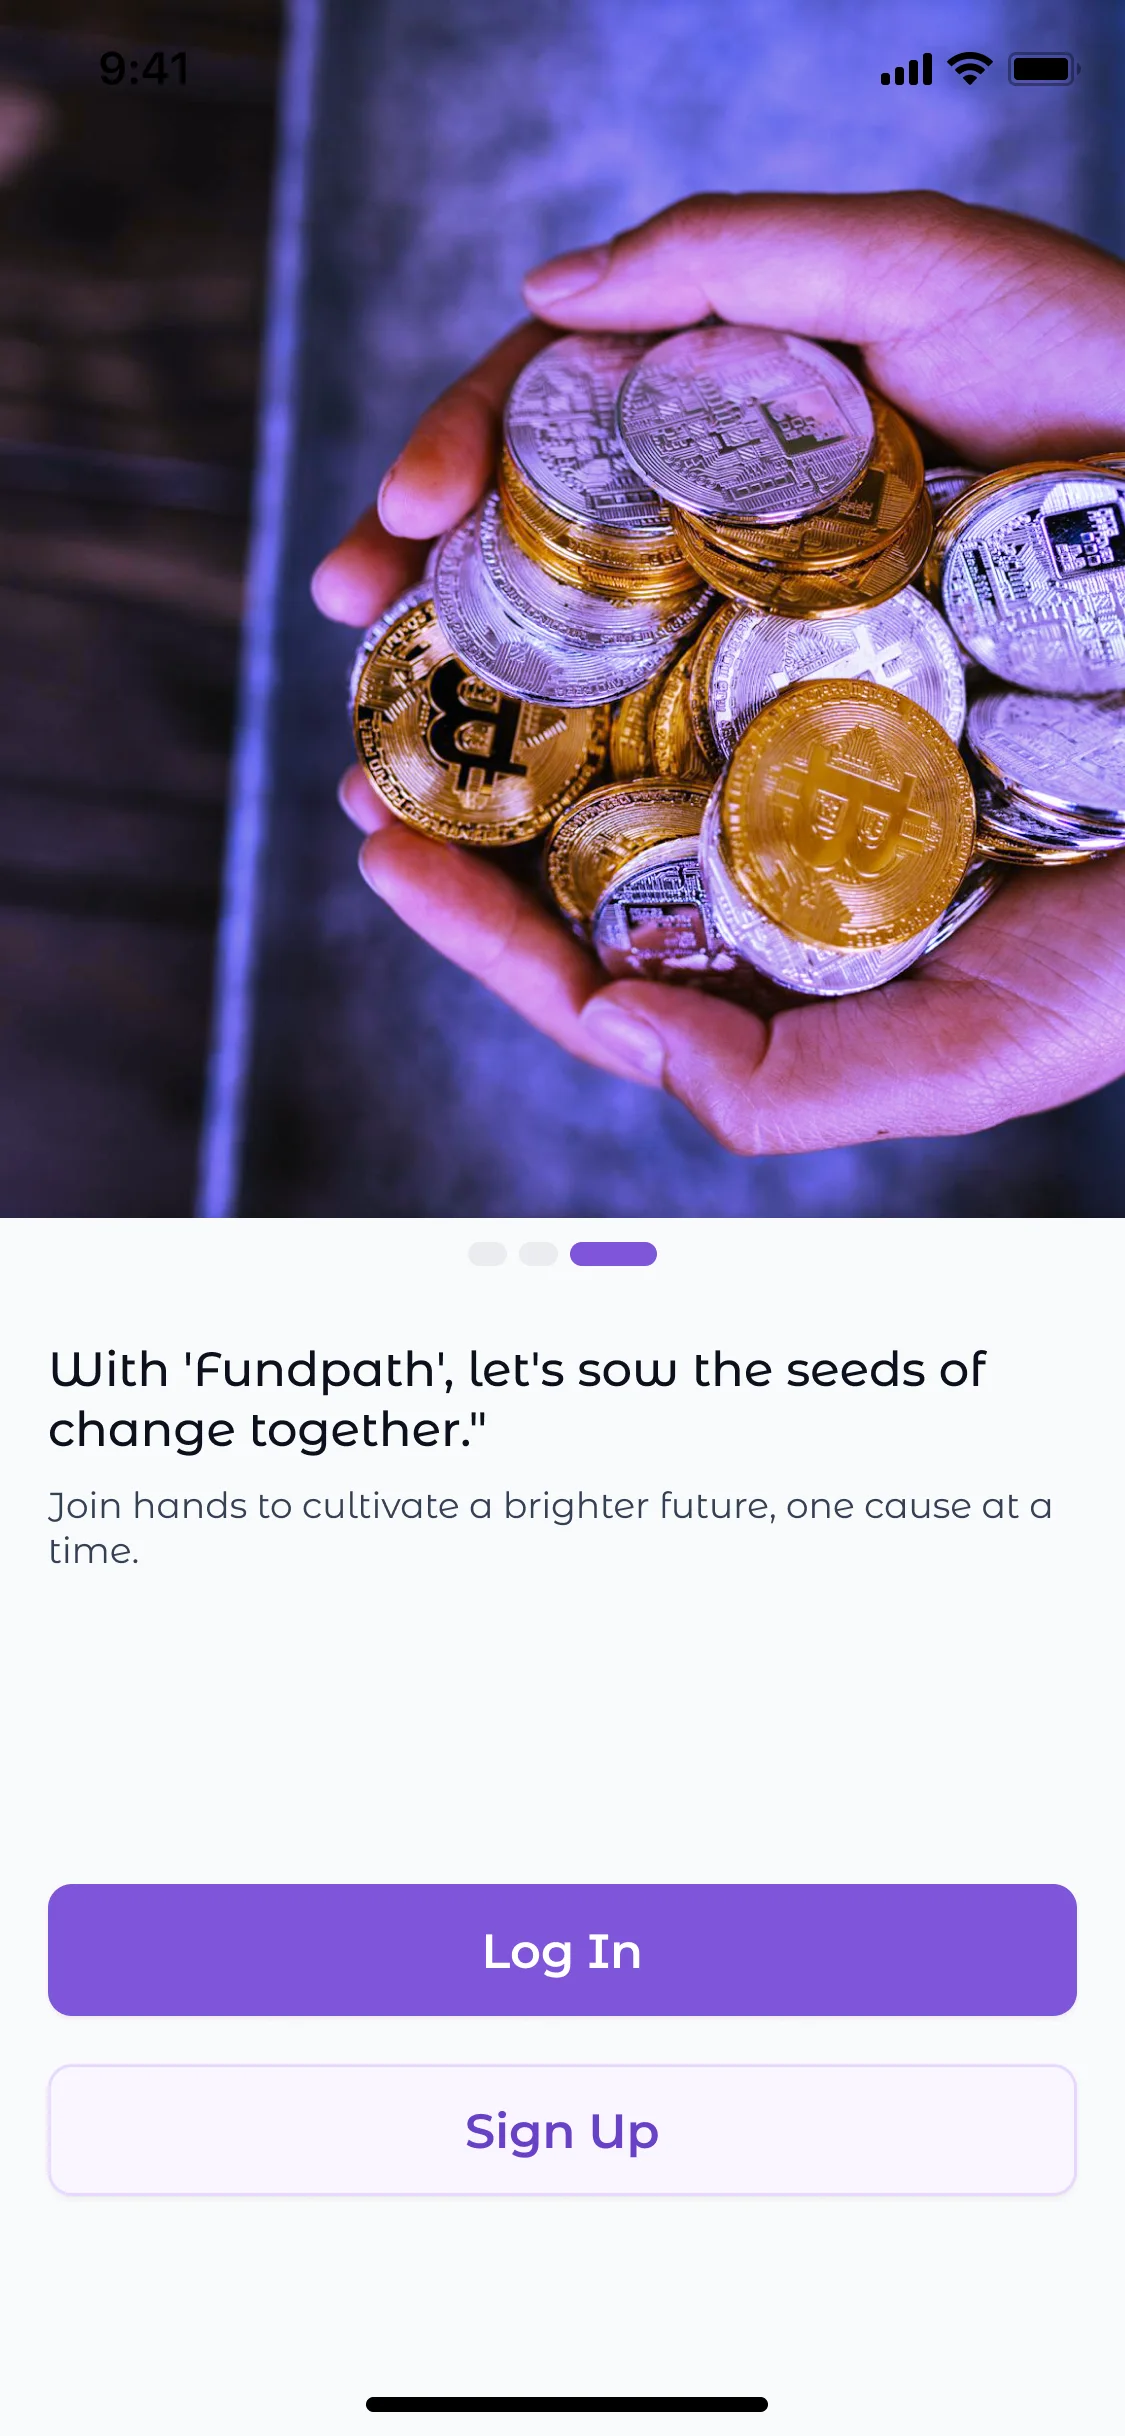 9:41
With 'Fundpath', let's sow the seeds of
change together."
Join hands to cultivate a brighter future, one cause at a
time.
Log In
Sign Up